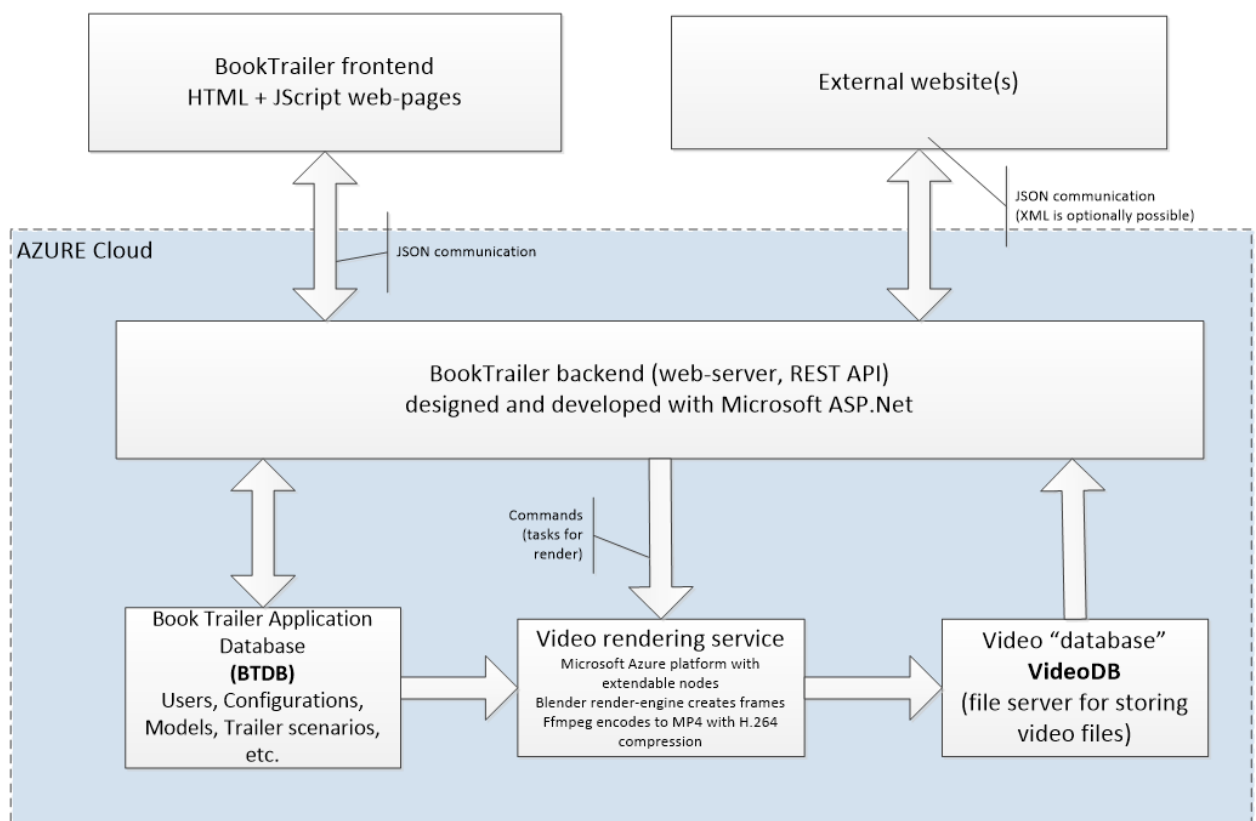 BookTrailer frontend
HTML + JScript web-pages
External website(s)
JSON communication
(XML is optionally possible)
AZURE Cloud
JSON communication
BookTrailer backend (web-server, REST API)
designed and developed with Microsoft ASP.Net
Commands
(tasks for
render)
Book Trailer Application
Database
(BTDB)
Users, Configurations,
Models, Trailer scenarios,
etc.
Video rendering service
Microsoft Azure platform with
extendable nodes
Blender render-engine creates frames
Ffmpeg encodes to MP4 with H.264
compression
Video “database”
VideoDB
(file server for storing
video files)